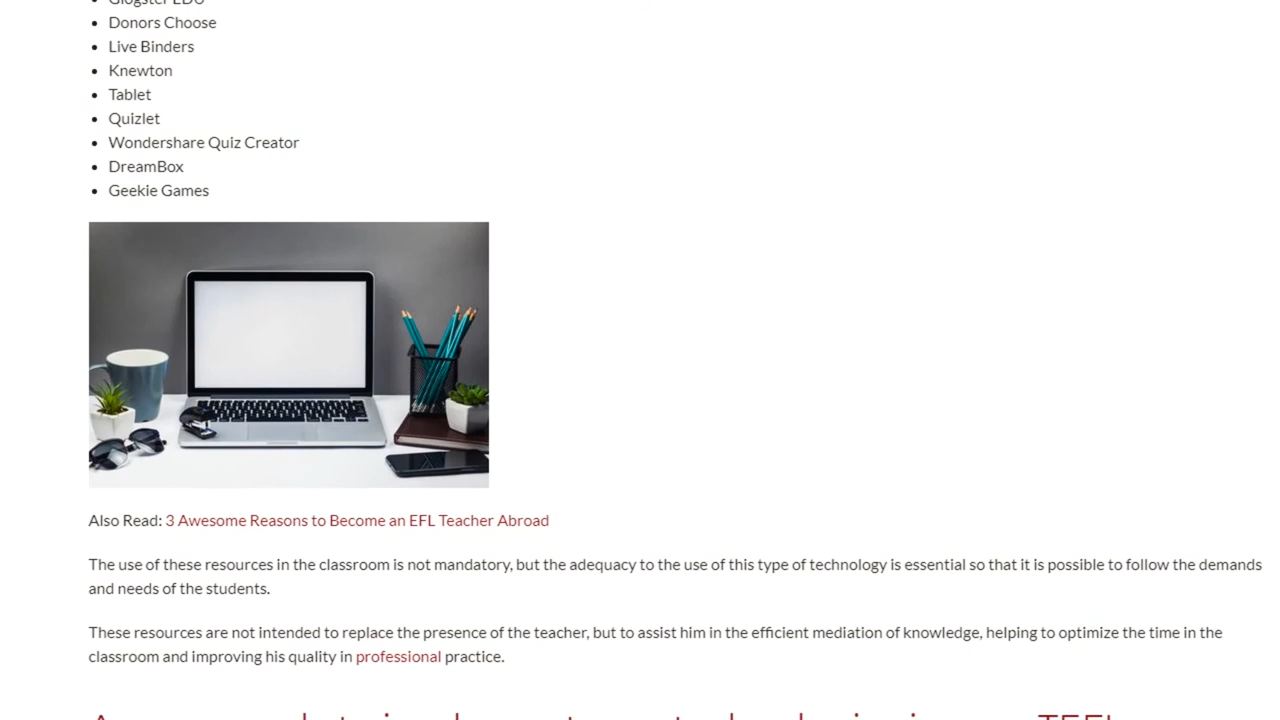 Donors Choose
Live Binders
Knewton
Tablet
Quizlet
Wondershare Quiz Creator
DreamBox
Geekie Games
Also Read: 3 Awesome Reasons to Become an EFL Teacher Abroad
The use of these resources in the classroom is not mandatory, but the adequacy to the use of this type of technology is essential so that it is possible to follow the demands
and needs of the students.
These resources are not intended to replace the presence of the teacher, but to assist him in the efficient mediation of knowledge, helping to optimize the time in the
classroom and improving his quality in professional practice.